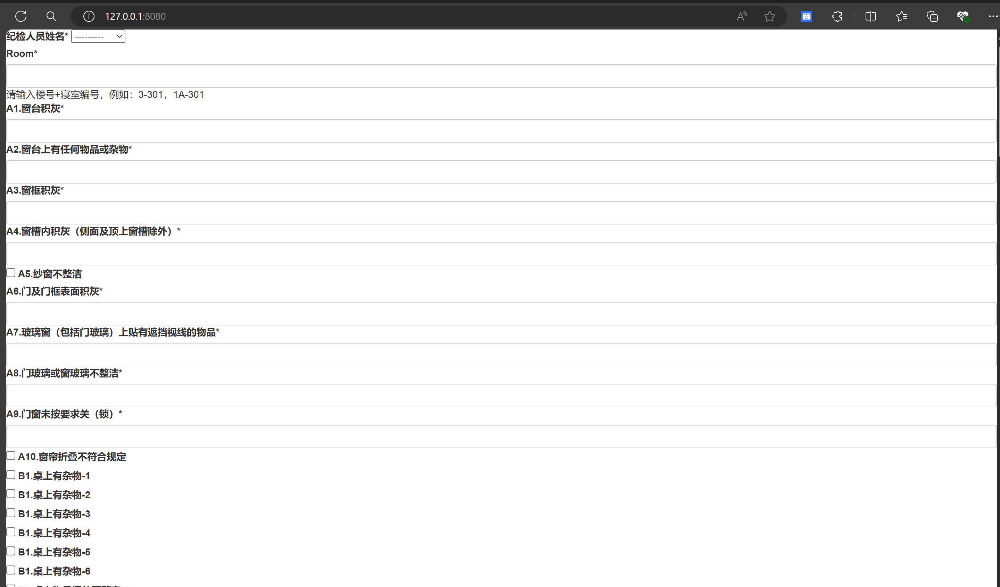 127.0.0.1:8080
纪检人员姓名* ---------
Room*
请输入楼号+寝室编号，例如：3-301，1A-301
A1.窗台积灰*
A2.窗台上有任何物品或杂物*
A3.窗框积灰*
A4.窗槽内积灰（侧面及顶上窗槽除外）*
A5.纱窗不整洁
A6.门及门框表面积灰*
A7.玻璃窗（包括门玻璃）上贴有遮挡视线的物品*
A8.门玻璃或窗玻璃不整洁*
A9.门窗未按要求关（锁）*
A10.窗帘折叠不符合规定
B1.桌上有杂物-1
B1.桌上有杂物-2
B1.桌上有杂物-3
B1.桌上有杂物-4
B1.桌上有杂物-5
B1.桌上有杂物-6